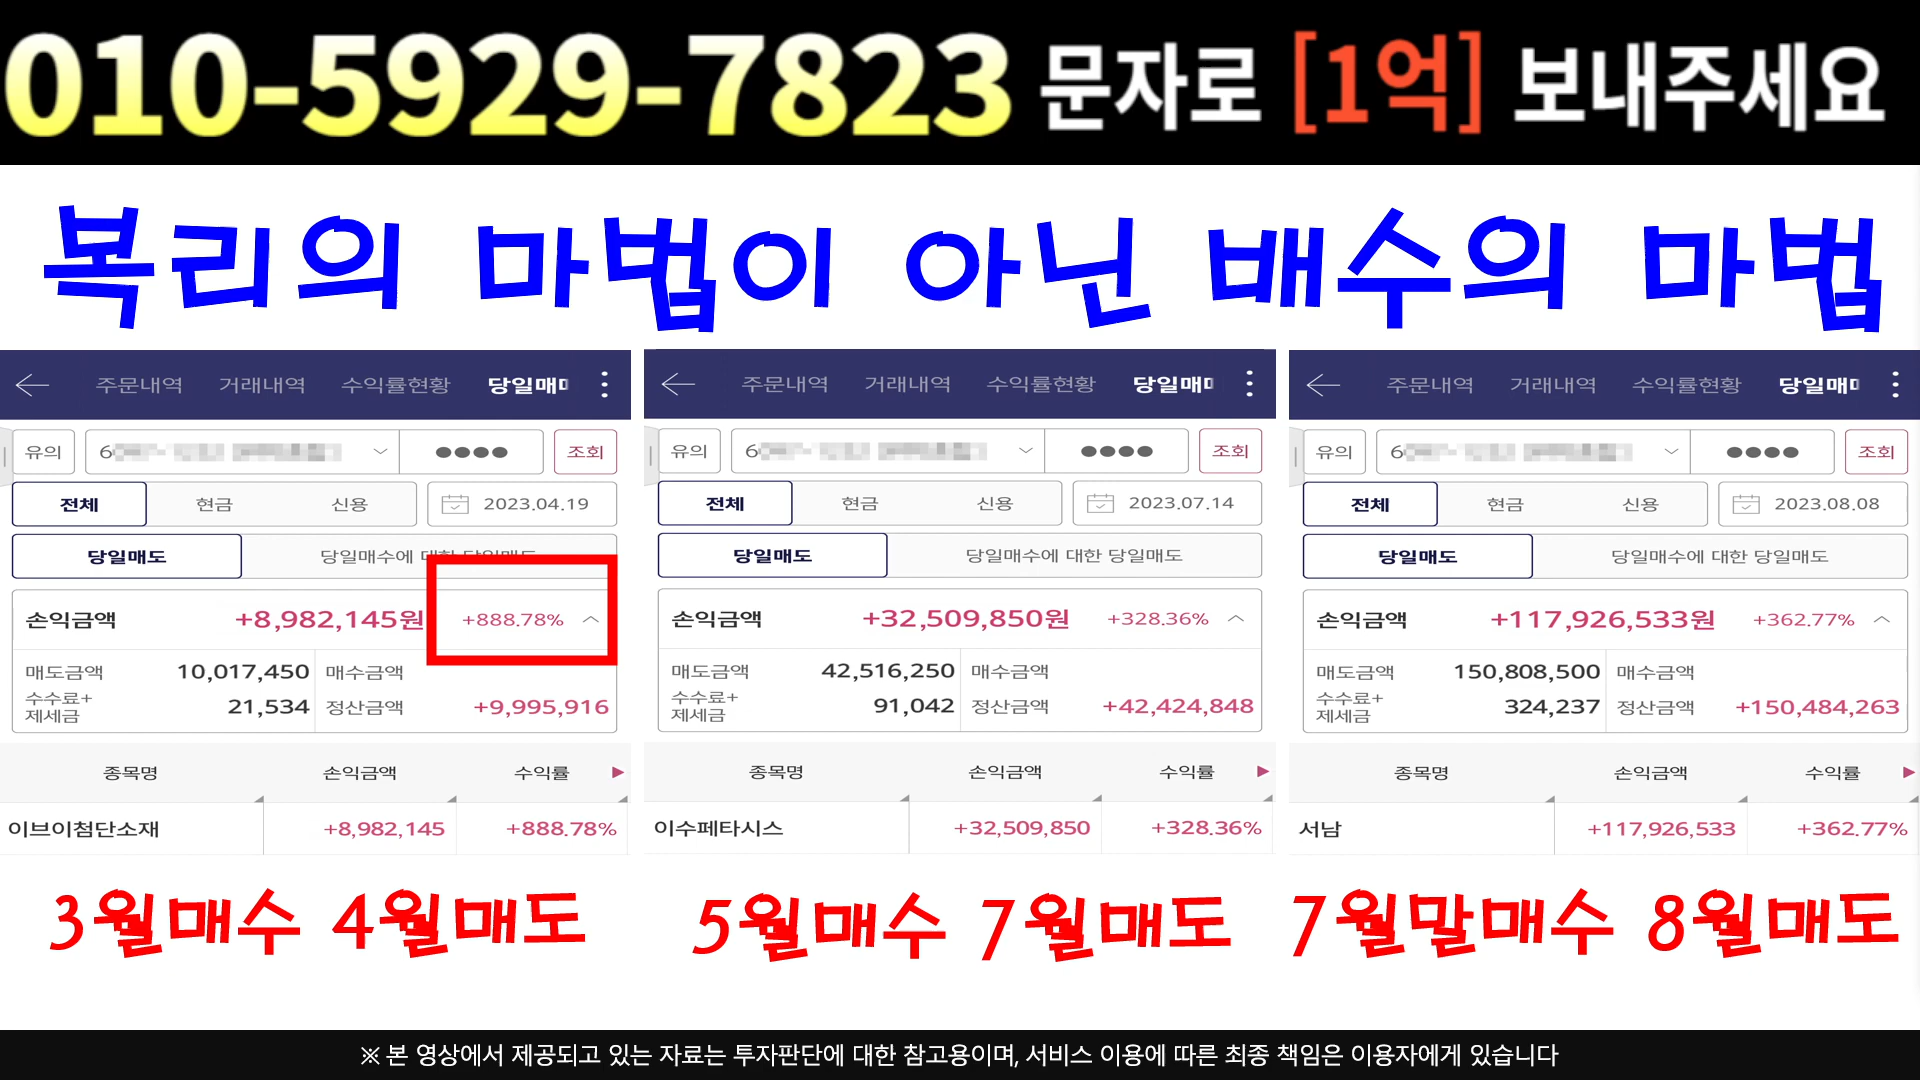 010-5929-7823 문자로 [1억] 보내주세요
복리의 마법이 아닌 배수의 마법
주문내역 거래내역 수익률현황 당일매
유의 6 ●●●● 조회
전체 현금 신용 2023.04.19
당일매도 당일매수에 대한 당일매도
손익금액 +8,982,145원 +888.78%
매도금액 10,017,450 매수금액
수수료+
제세금 21,534 정산금액 +9,995,916
종목명 손익금액 수익률
이브이첨단소재 +8,982,145 +888.78%
3월매수 4월매도
주문내역 거래내역 수익률현황 당일매
유의 6 ●●●● 조회
전체 현금 신용 2023.07.14
당일매도 당일매수에 대한 당일매도
손익금액 +32,509,850원 +328.36%
매도금액 42,516,250 매수금액
수수료+
제세금 91,042 정산금액 +42,424,848
종목명 손익금액 수익률
이수페타시스 +32,509,850 +328.36%
5월매수 7월매도
주문내역 거래내역 수익률현황 당일매
유의 6 ●●●● 조회
전체 현금 신용 2023.08.08
당일매도 당일매수에 대한 당일매도
손익금액 +117,926,533원 +362.77%
매도금액 150,808,500 매수금액
수수료+
제세금 324,237 정산금액 +150,484,263
종목명 손익금액 수익률
서남 +117,926,533 +362.77%
7월말매수 8월매도
※ 본 영상에서 제공되고 있는 자료는 투자판단에 대한 참고용이며, 서비스 이용에 따른 최종 책임은 이용자에게 있습니다